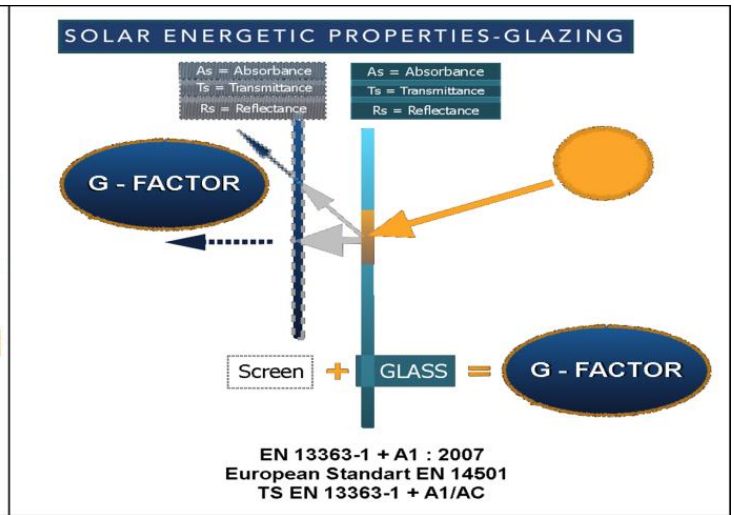 SOLAR ENERGETIC PROPERTIES-GLAZING
As = Absorbance
Ts = Transmittance
Rs = Reflectance
As = Absorbance
Ts = Transmittance
Rs = Reflectance
G - FACTOR
Screen + GLASS = G - FACTOR
EN 13363-1 + A1 : 2007
European Standart EN 14501
TS EN 13363-1 + A1/AC